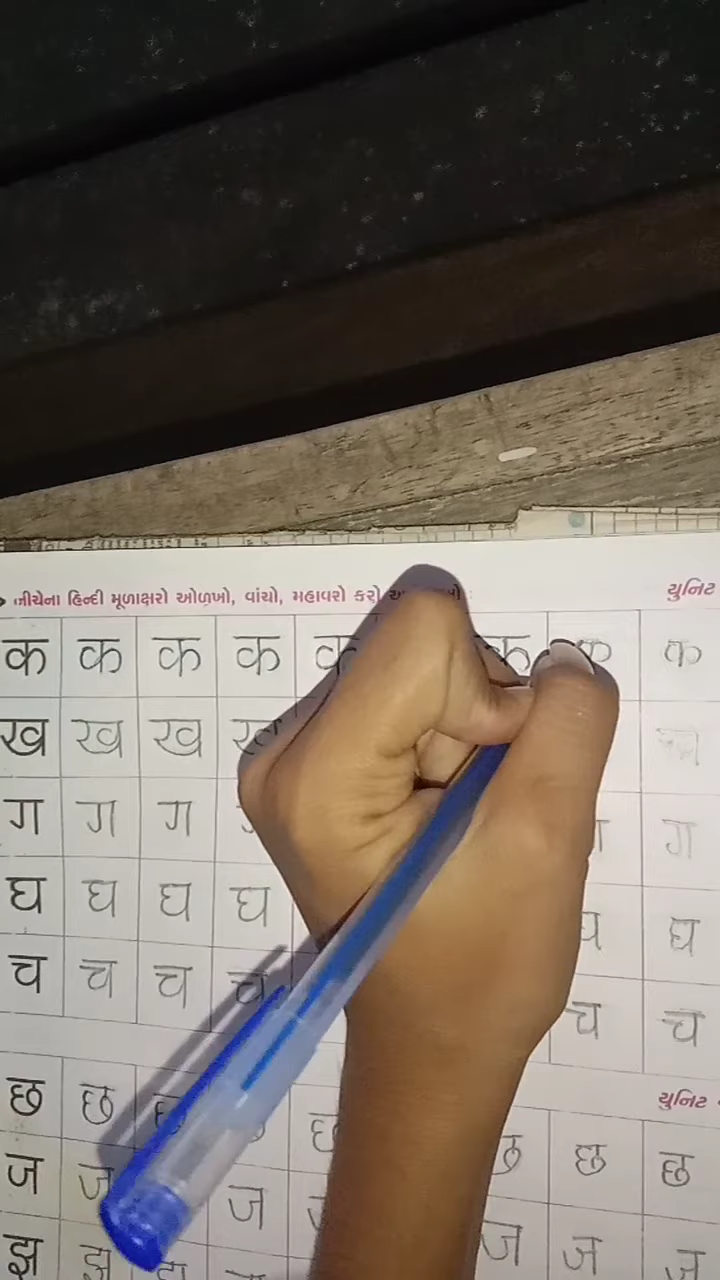 નીચેના હિન્દી મૂળાક્ષરો ઓળખો, વાંચો, મહાવરો કરો
યુનિટ
क क क क क क क क
ख ख ख ख
ग ग ग ग
घ घ घ घ घ घ
च च च च च च
યુનિટ
छ छ छ छ छ छ छ
ज ज ज ज ज ज
झ झ झ